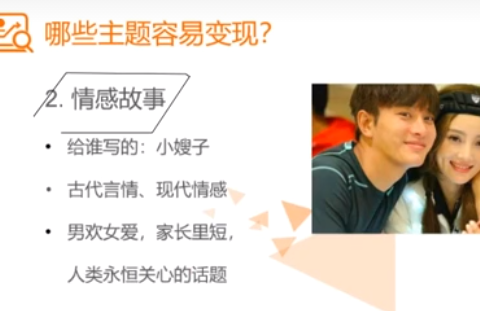 哪些主题容易变现？
2. 情感故事
• 给谁写的：小嫂子
• 古代言情、现代情感
• 男欢女爱，家长里短，
人类永恒关心的话题